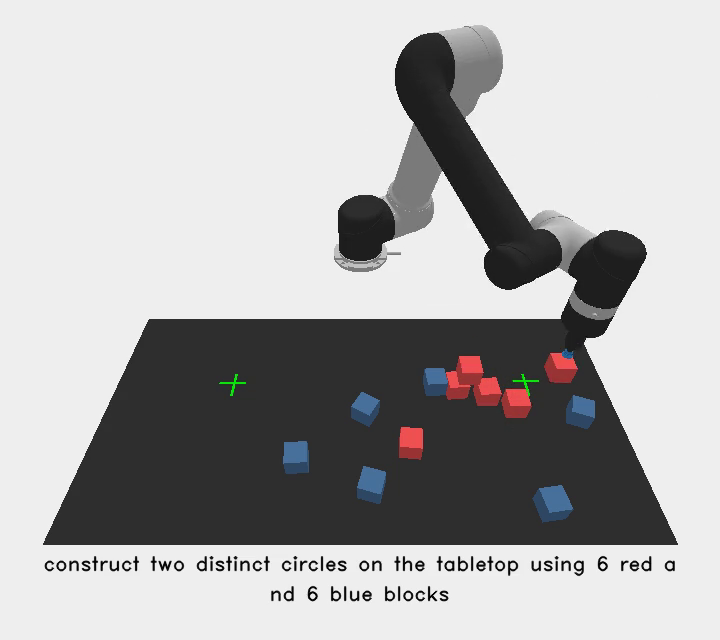 construct two distinct circles on the tabletop using 6 red a
nd 6 blue blocks